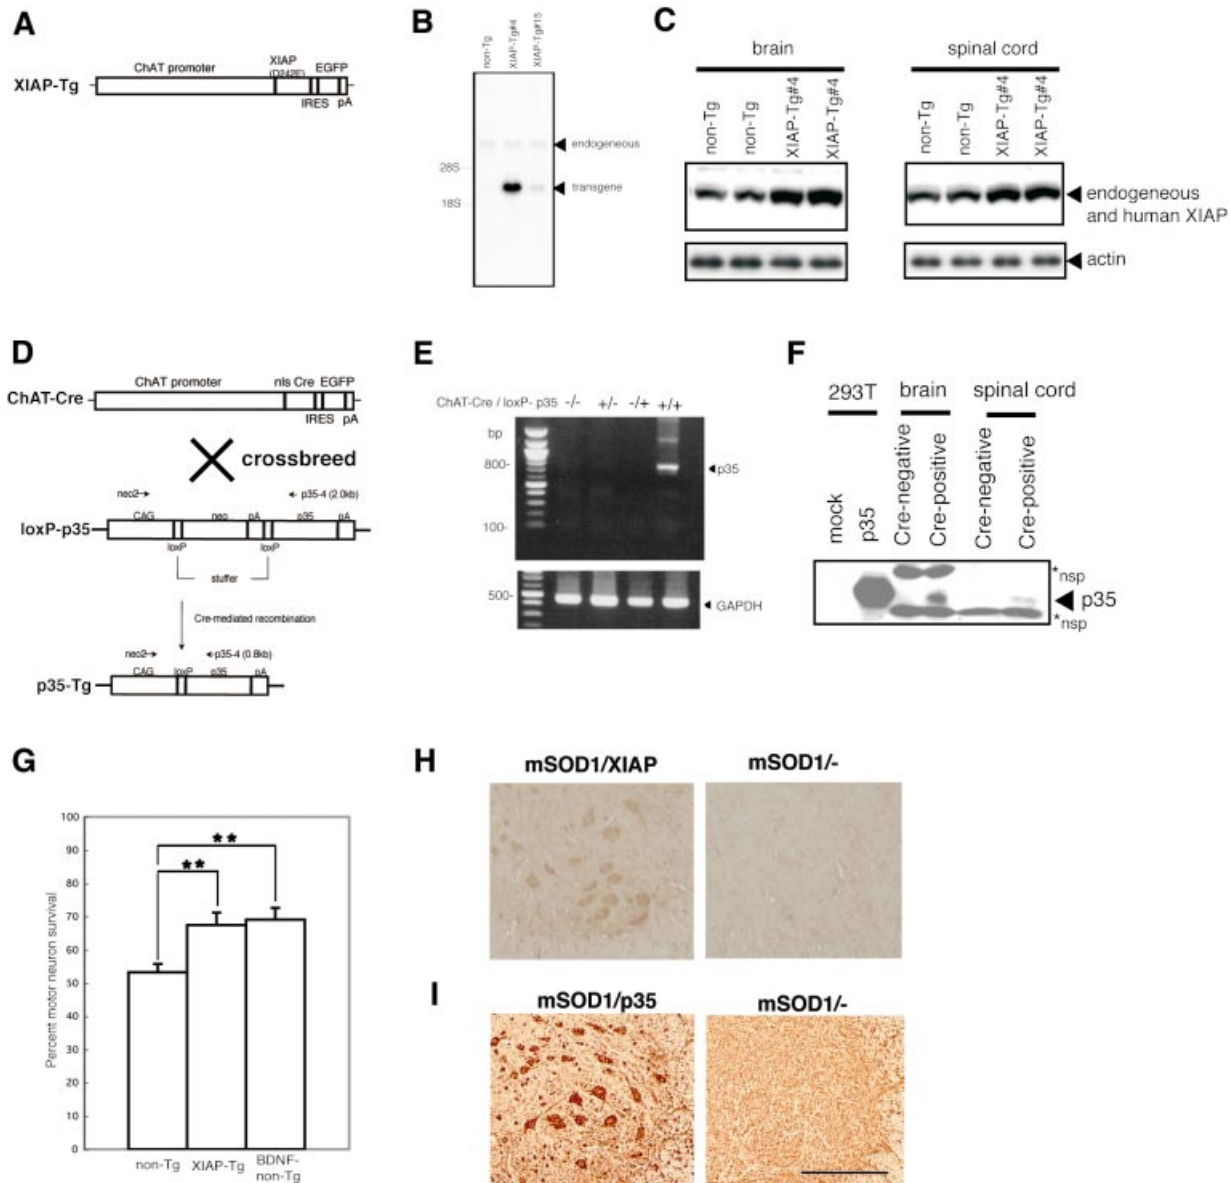 A
XIAP-Tg
ChAT promoter
XIAP
(D242E)
EGFP
IRES
pA
B
non-Tg
XIAP-Tg#4
XIAP-Tg#15
28S
18S
endogeneous
transgene
C
brain
spinal cord
non-Tg
non-Tg
XIAP-Tg#4
XIAP-Tg#4
non-Tg
non-Tg
XIAP-Tg#4
XIAP-Tg#4
endogeneous
and human XIAP
actin
D
ChAT-Cre
ChAT promoter
nls Cre
EGFP
IRES
pA
crossbreed
neo2
p35-4 (2.0kb)
loxP-p35
CAG
neo
pA
p35
pA
loxP
loxP
stuffer
Cre-mediated recombination
neo2
p35-4 (0.8kb)
p35-Tg
CAG
loxP
p35
pA
E
ChAT-Cre / loxP- p35
-/-
+/-
-/+
+/+
bp
800-
100-
p35
500-
GAPDH
F
293T
brain
spinal cord
mock
p35
Cre-negative
Cre-positive
Cre-negative
Cre-positive
*nsp
p35
*nsp
G
Percent motor neuron survival
100
90
80
70
60
50
40
30
20
10
0
**
**
non-Tg
XIAP-Tg
BDNF-
non-Tg
H
mSOD1/XIAP
mSOD1/-
I
mSOD1/p35
mSOD1/-